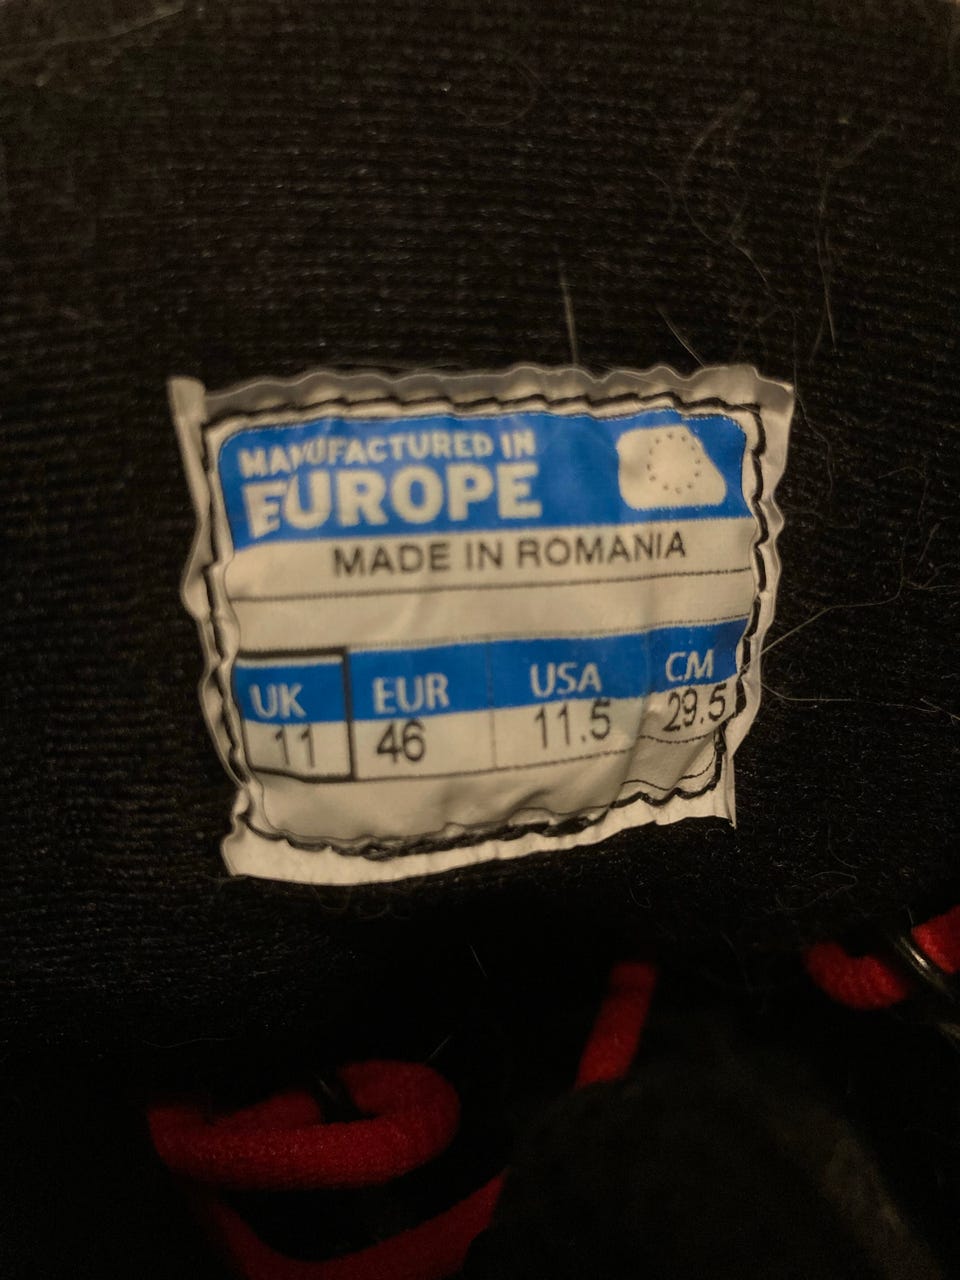 MANUFACTURED IN
EUROPE
MADE IN ROMANIA
UK EUR USA CM
11 46 11.5 29.5